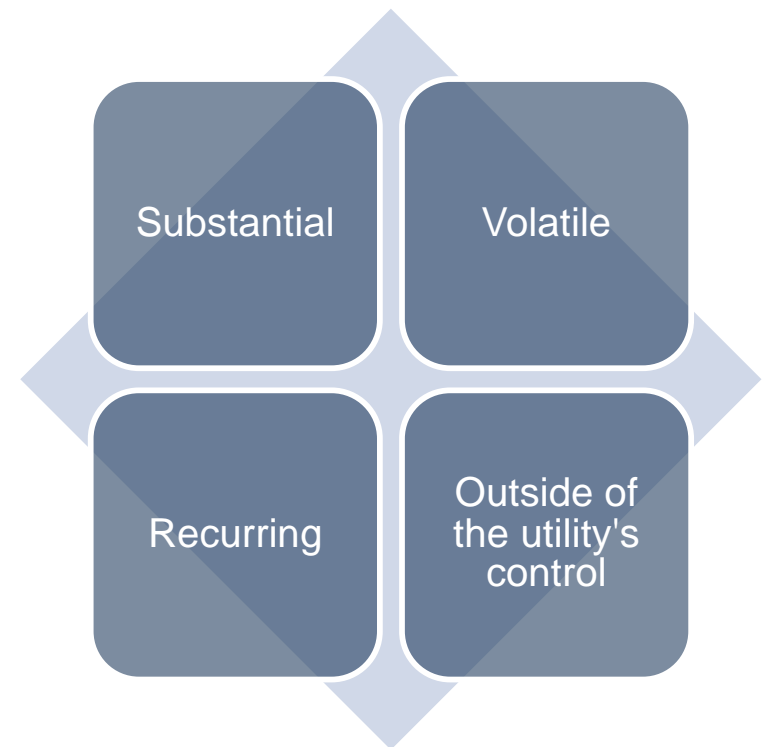 Substantial
Volatile
Recurring
Outside of
the utility's
control